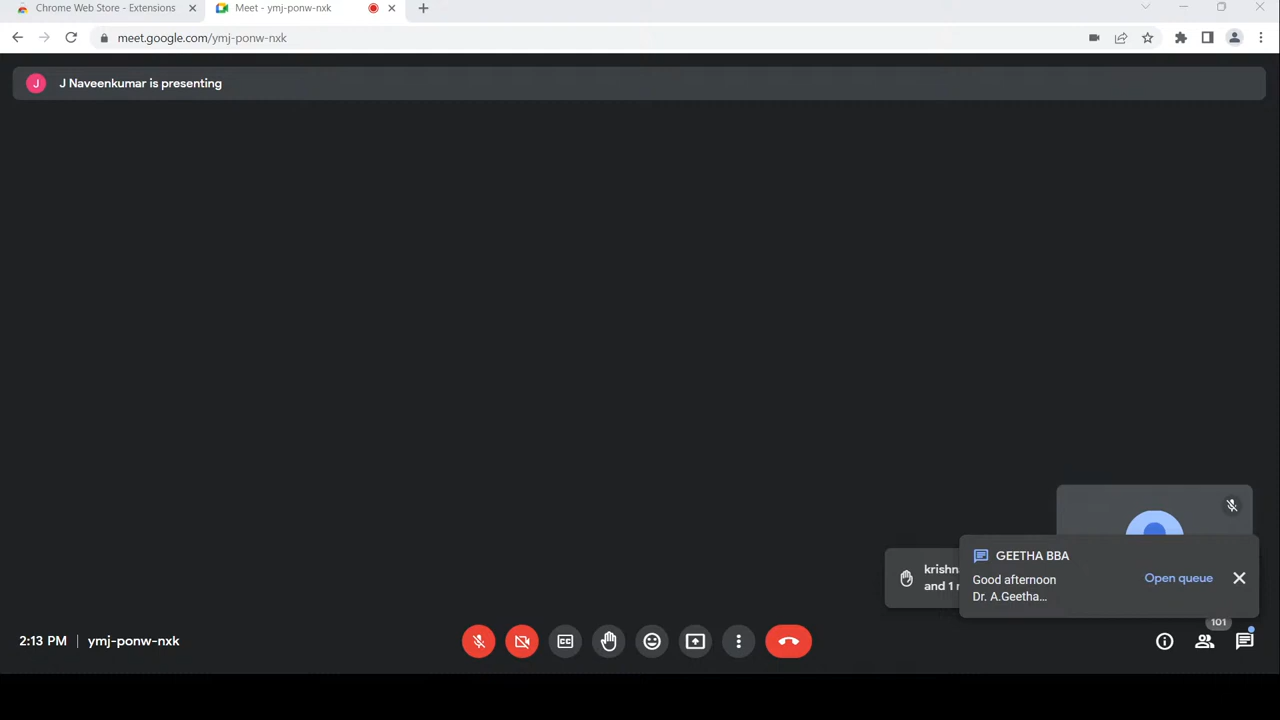 Chrome Web Store - Extensions
Meet - ymj-ponw-nxk
meet.google.com/ymj-ponw-nxk
J
J Naveenkumar is presenting
GEETHA BBA
Good afternoon
Dr. A.Geetha...
Open queue
krishn
and 1
101
2:13 PM
ymj-ponw-nxk
CC